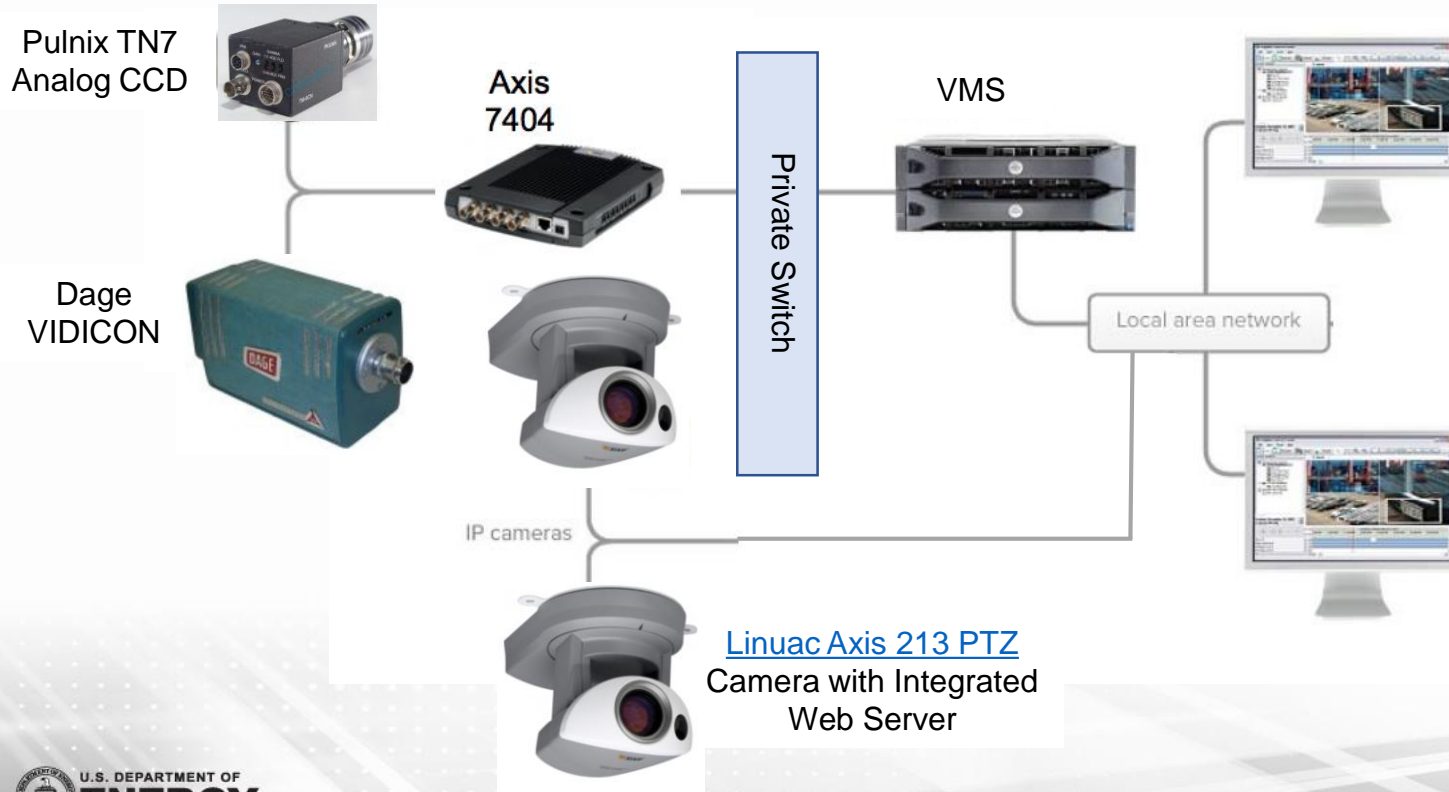 Pulnix TN7
Analog CCD
Axis
7404
VMS
Private Switch
Dage
VIDICON
DAGE
Local area network
IP cameras
Linuac Axis 213 PTZ
Camera with Integrated
Web Server
U.S. DEPARTMENT OF
ENERGY